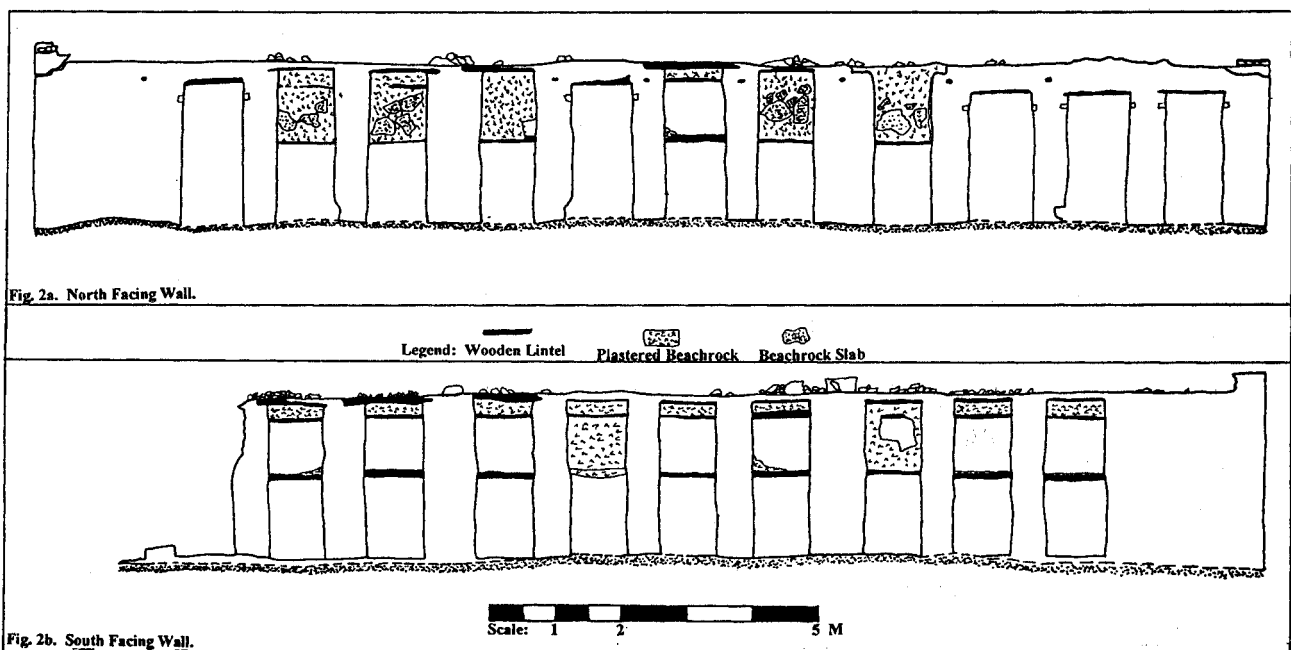 Fig. 2a. North Facing Wall.
Legend: Wooden Lintel Plastered Beachrock Beachrock Slab
Scale: 1 2 5 M
Fig. 2b. South Facing Wall.